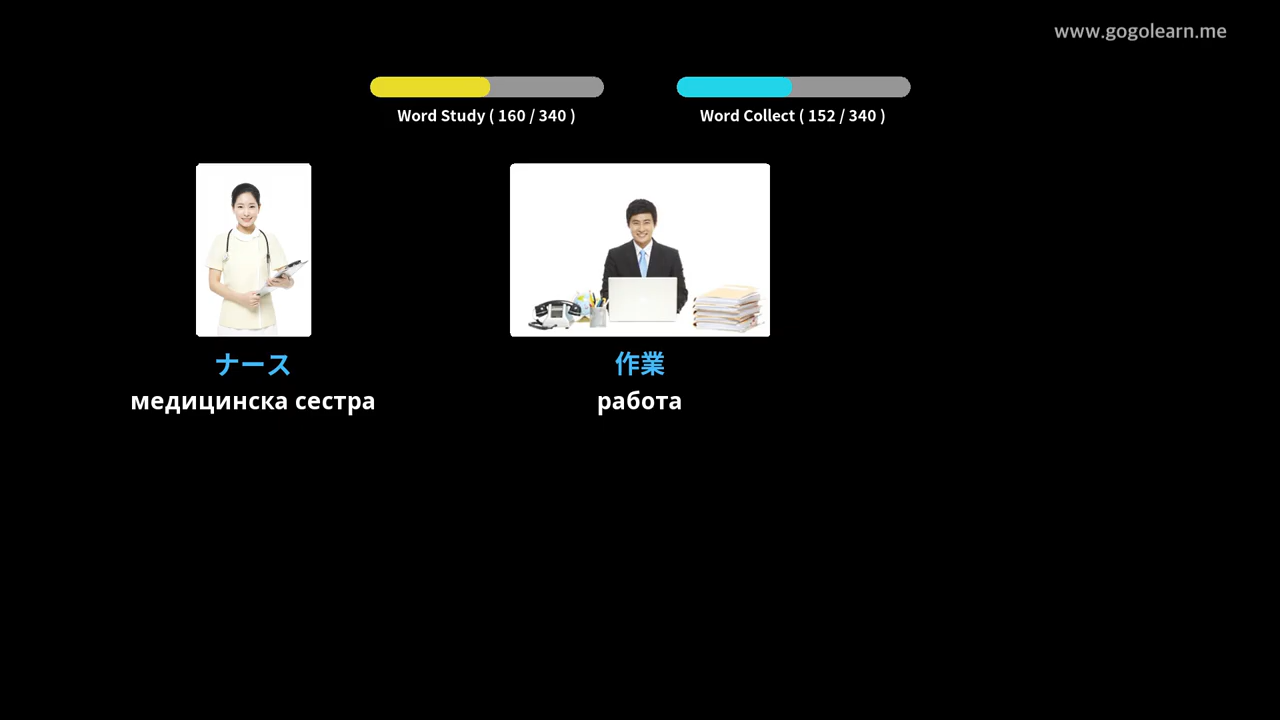 www.gogolearn.me
Word Study ( 160 / 340 )
Word Collect ( 152 / 340 )
ナース
медицинска сестра
作業
работа